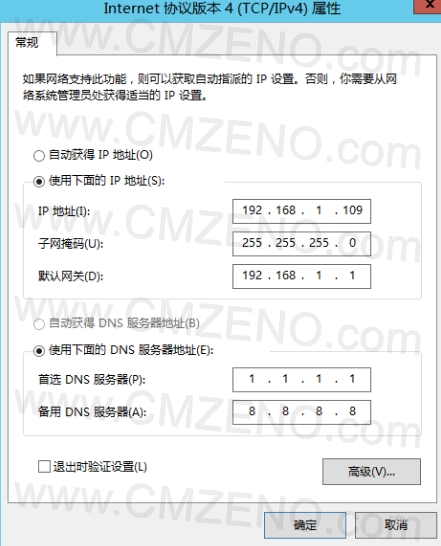 Internet 协议版本 4 (TCP/IPv4) 属性
x
常规
如果网络支持此功能，则可以获取自动指派的 IP 设置。否则，你需要从网
络系统管理员处获得适当的 IP 设置。
自动获得 IP 地址(O)
使用下面的 IP 地址(S):
IP 地址(I): 192 . 168 . 1 . 109
子网掩码(U): 255 . 255 . 255 . 0
默认网关(D): 192 . 168 . 1 . 1
自动获得 DNS 服务器地址(B)
使用下面的 DNS 服务器地址(E):
首选 DNS 服务器(P): 1 . 1 . 1 . 1
备用 DNS 服务器(A): 8 . 8 . 8 . 8
退出时验证设置(L)
高级(V)...
确定 取消
WWW.CMZENO.com
WWW.CMZENO.com
WWW.CMZENO.com
WWW.CMZENO.com
WWW.CMZENO.com
WWW.CMZENO.com